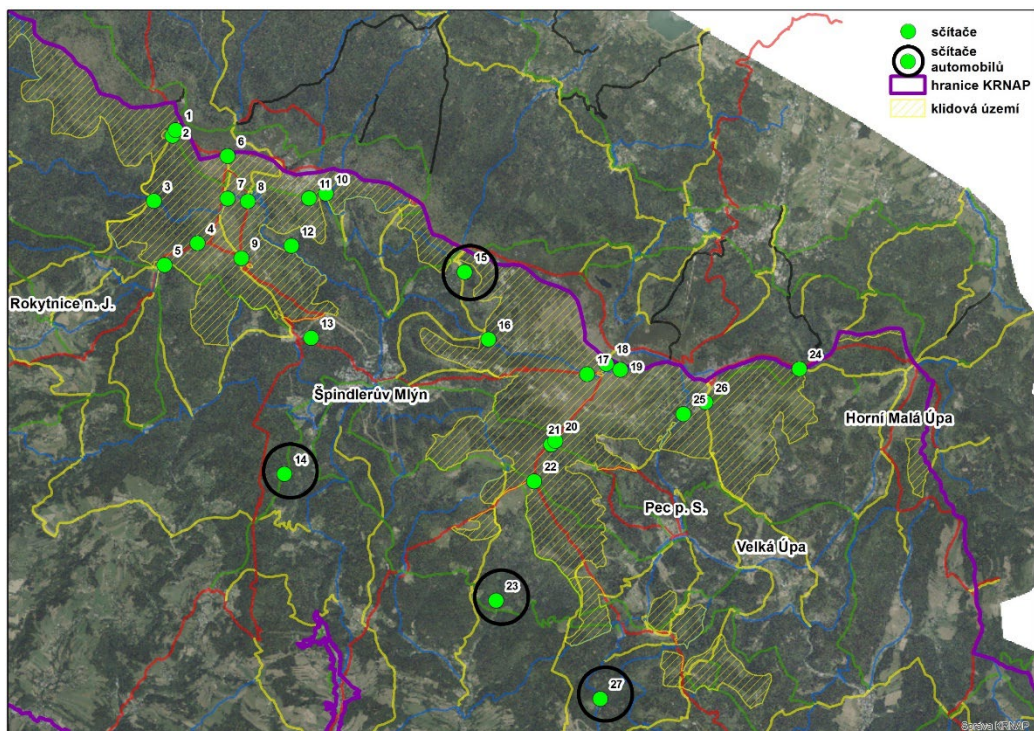 sčítače
sčítače
automobilů
hranice KRNAP
klidová území
1
2
6
10
11
3
7
8
4
12
9
5
15
Rokytnice n. J.
13
16
18
24
17
19
Špindlerův Mlýn
26
25
Horní Malá Úpa
20
21
14
22
Pec p. S.
Velká Úpa
23
27
Správa KRNAP